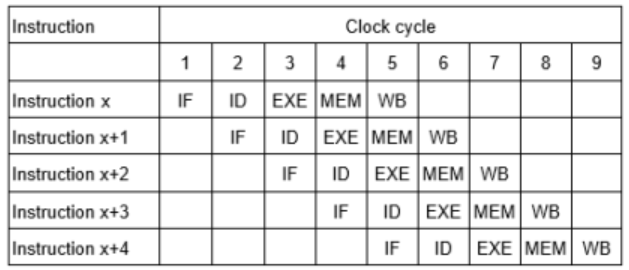 Instruction Clock cycle
1 2 3 4 5 6 7 8 9
Instruction x IF ID EXE MEM WB
Instruction x+1 IF ID EXE MEM WB
Instruction x+2 IF ID EXE MEM WB
Instruction x+3 IF ID EXE MEM WB
Instruction x+4 IF ID EXE MEM WB